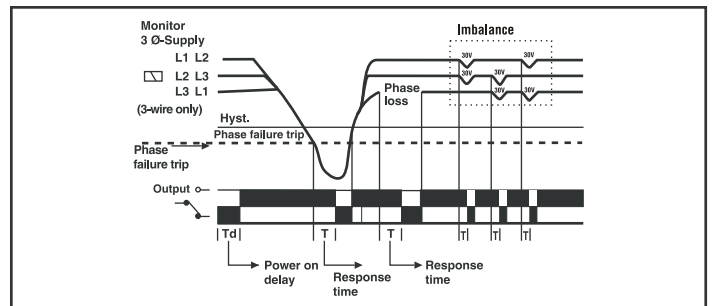 Monitor
3 Ø-Supply
Imbalance
L1 L2
L2 L3
L3 L1
(3-wire only)
30V 30V
30V 30V
30V 30V
Phase
loss
Hyst.
Phase failure trip
Phase
failure trip
Output
Td T T T T T
Power on
delay
Response
time
Response
time